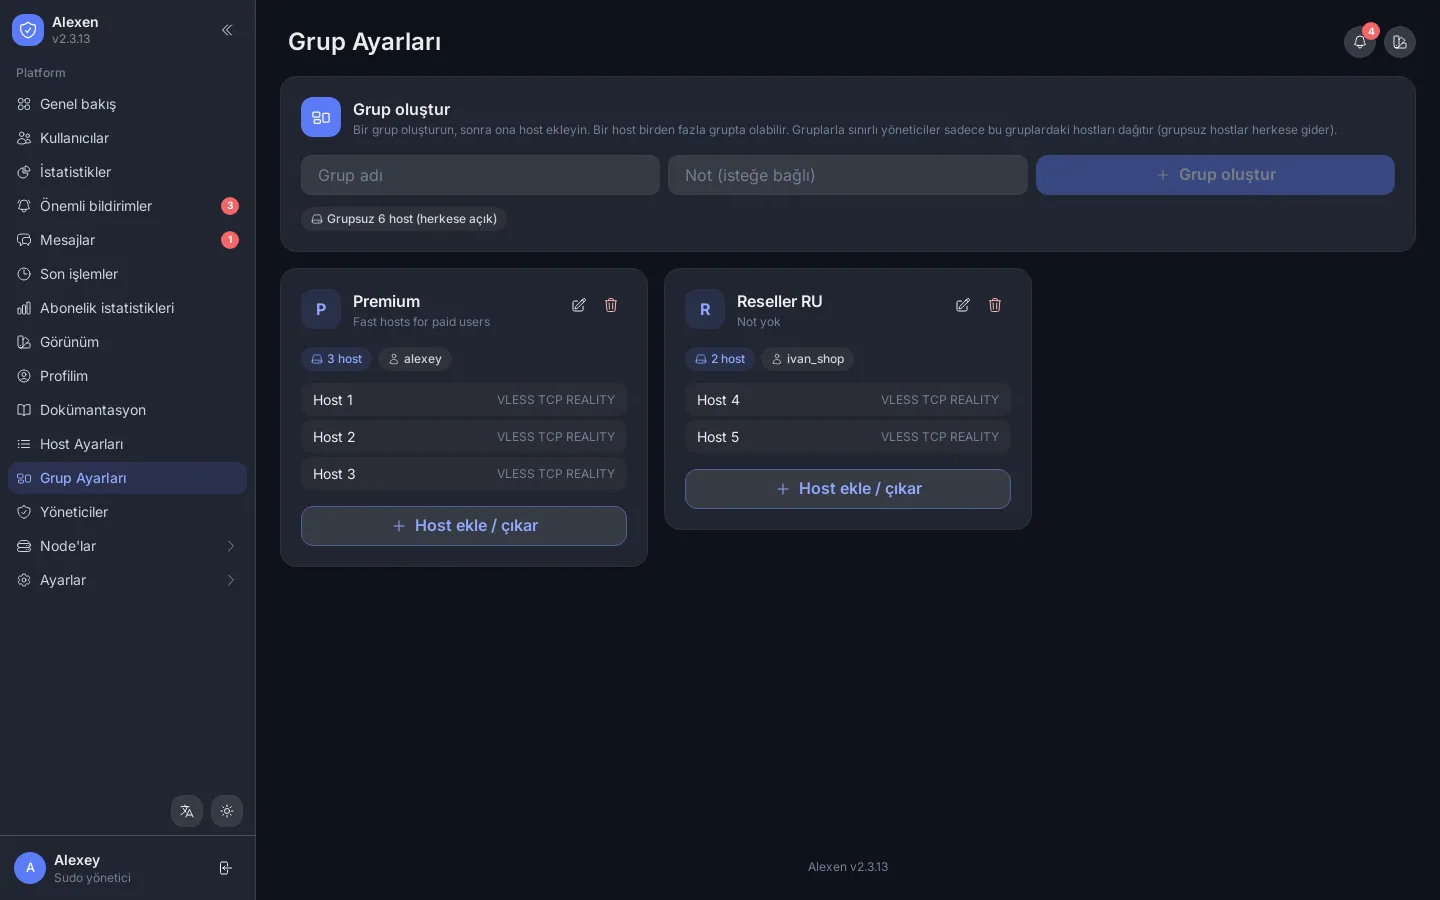 Alexen
v2.3.13
Platform
Genel bakış
Kullanıcılar
İstatistikler
Önemli bildirimler
3
Mesajlar
1
Son işlemler
Abonelik istatistikleri
Görünüm
Profilim
Dokümantasyon
Host Ayarları
Grup Ayarları
Yöneticiler
Node'lar
Ayarlar
A
Alexey
Sudo yönetici
Grup Ayarları
4
Grup oluştur
Bir grup oluşturun, sonra ona host ekleyin. Bir host birden fazla grupta olabilir. Gruplarla sınırlı yöneticiler sadece bu gruplardaki hostları dağıtır (grupsuz hostlar herkese gider).
Grup adı
Not (isteğe bağlı)
+ Grup oluştur
Grupsuz 6 host (herkese açık)
P
Premium
Fast hosts for paid users
3 host
alexey
Host 1 VLESS TCP REALITY
Host 2 VLESS TCP REALITY
Host 3 VLESS TCP REALITY
+ Host ekle / çıkar
R
Reseller RU
Not yok
2 host
ivan_shop
Host 4 VLESS TCP REALITY
Host 5 VLESS TCP REALITY
+ Host ekle / çıkar
Alexen v2.3.13